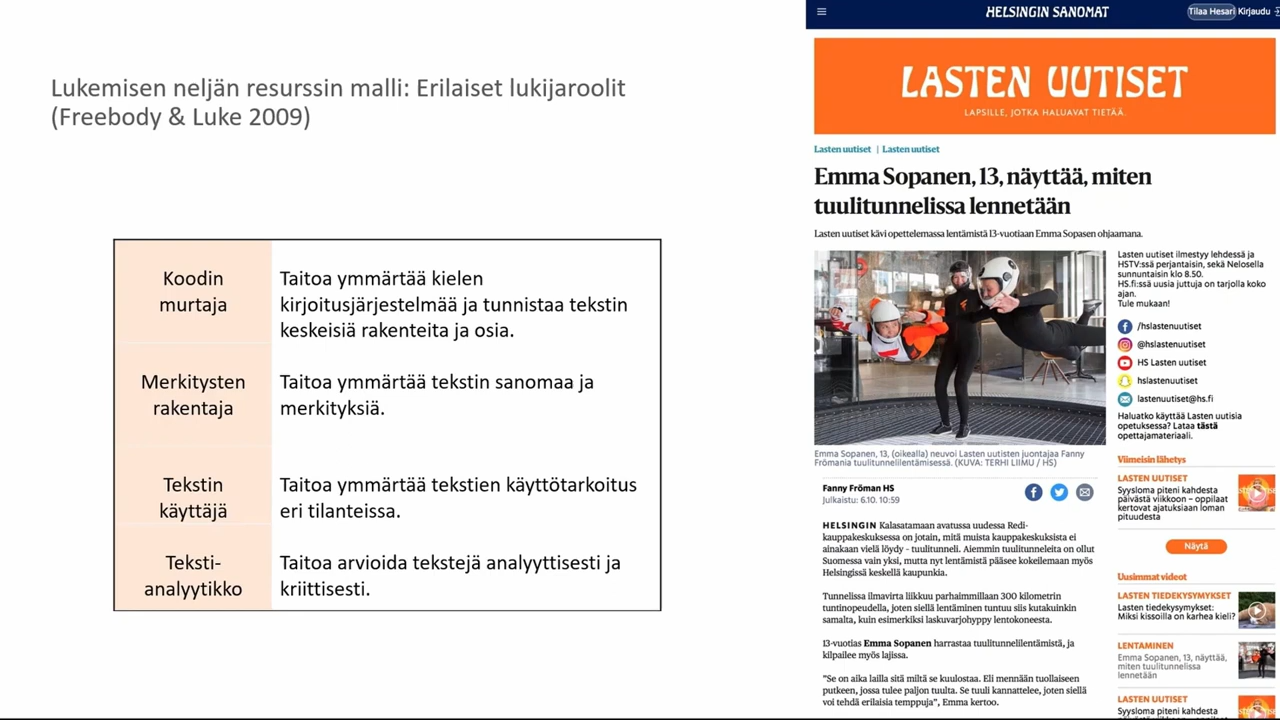 Lukemisen neljän resurssin malli: Erilaiset lukijaroolit
(Freebody & Luke 2009)
Koodin
murtaja
Taitoa ymmärtää kielen
kirjoitusjärjestelmää ja tunnistaa tekstin
keskeisiä rakenteita ja osia.
Merkitysten
rakentaja
Taitoa ymmärtää tekstin sanomaa ja
merkityksiä.
Tekstin
käyttäjä
Taitoa ymmärtää tekstien käyttötarkoitus
eri tilanteissa.
Teksti-
analyytikko
Taitoa arvioida tekstejä analyyttisesti ja
kriittisesti.
HELSINGIN SANOMAT
Tilaa Hesari Kirjaudu
LASTEN UUTISET
LAPSILLE, JOTKA HALUAVAT TIETÄÄ.
Lasten uutiset | Lasten uutiset
Emma Sopanen, 13, näyttää, miten
tuulitunnelissa lennetään
Lasten uutiset kävi opettelemassa lentämistä 13-vuotiaan Emma Sopasen ohjaamana.
Emma Sopanen, 13, (oikealla) neuvoi Lasten uutisten juontajaa Fanny
Frömania tuulitunnelilentämisessä. (KUVA: TERHI LIIMU / HS)
Fanny Fröman HS
Julkaistu: 6.10. 10:59
HELSINGIN Kalasatamaan avatussa uudessa Redi-
kauppakeskuksessa on jotain, mitä muista kauppakeskuksista ei
ainakaan vielä löydy – tuulitunneli. Aiemmin tuulitunneleita on ollut
Suomessa vain yksi, mutta nyt lentämistä pääsee kokeilemaan myös
Helsingissä keskellä kaupunkia.
Tunnelissa ilmavirta liikkuu parhaimmillaan 300 kilometrin
tuntinopeudella, joten siellä lentäminen tuntuu siis kutakuinkin
samalta, kuin esimerkiksi laskuvarjohyppy lentokoneesta.
13-vuotias Emma Sopanen harrastaa tuulitunnelilentämistä, ja
kilpailee myös lajissa.
"Se on aika lailla sitä miltä se kuulostaa. Eli mennään tuollaiseen
putkeen, jossa tulee paljon tuulta. Se tuuli kannattelee, joten siellä
voi tehdä erilaisia temppuja", Emma kertoo.
Lasten uutiset ilmestyy lehdessä ja
HSTV:ssä perjantaisin, sekä Nelosella
sunnuntaisin klo 8.50.
HS.fi:ssä uusia juttuja on tarjolla koko
ajan.
Tule mukaan!
/hslastenuutiset
@hslastenuutiset
HS Lasten uutiset
hslastenuutiset
lastenuutiset@hs.fi
Haluatko käyttää Lasten uutisia
opetuksessa? Lataa tästä
opettajamateriaali.
Viimeisin lähetys
LASTEN UUTISET
Syysloma piteni kahdesta
päivästä viikkoon – oppilaat
kertovat ajatuksiaan loman
pituudesta
Näytä
Uusimmat videot
LASTEN TIEDEKYSYMYKSET
Lasten tiedekysymykset:
Miksi kissoilla on karhea kieli?
LENTAMINEN
Emma Sopanen, 13, näyttää,
miten tuulitunnelissa
lennetään
LASTEN UUTISET
Syysloma piteni kahdesta